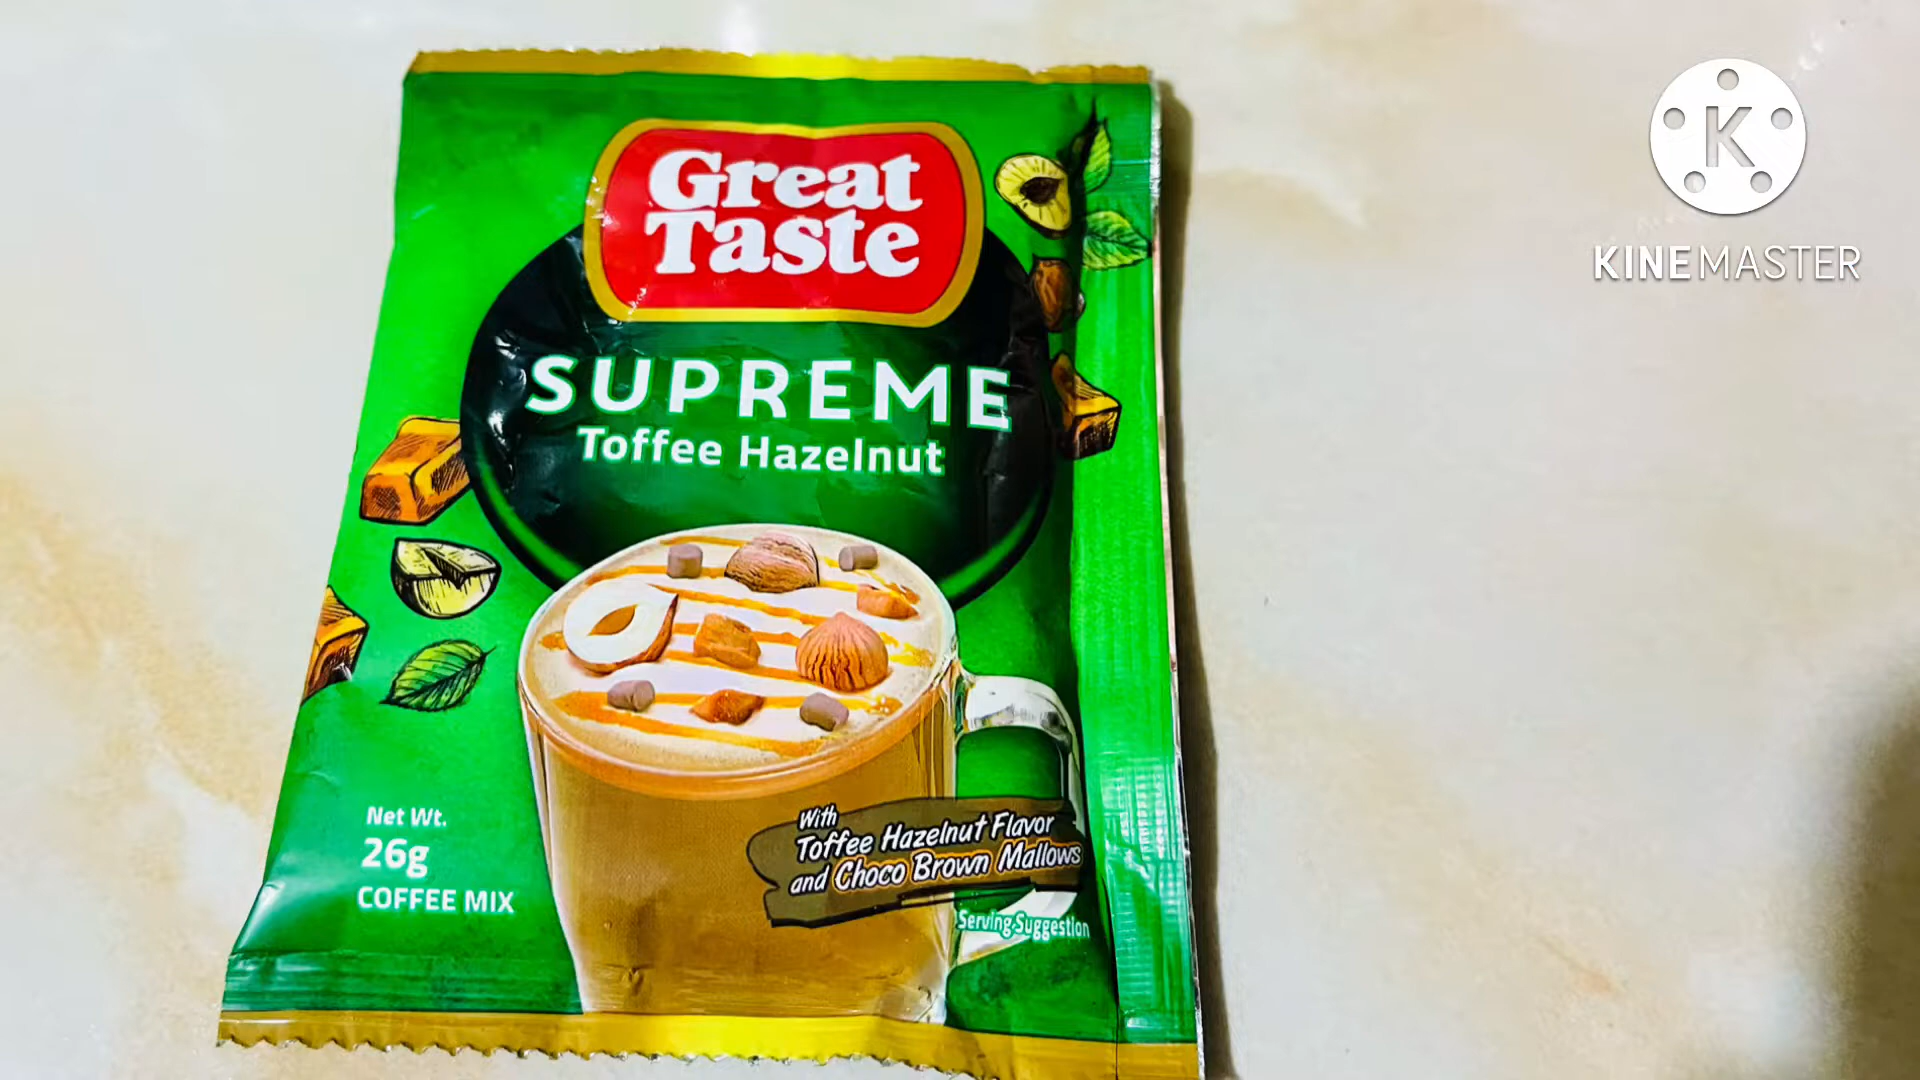 Great
Taste
SUPREME
Toffee Hazelnut
Net Wt.
26g
COFFEE MIX
With
Toffee Hazelnut Flavor
and Choco Brown Mallows
Serving Suggestion
K
KINEMASTER